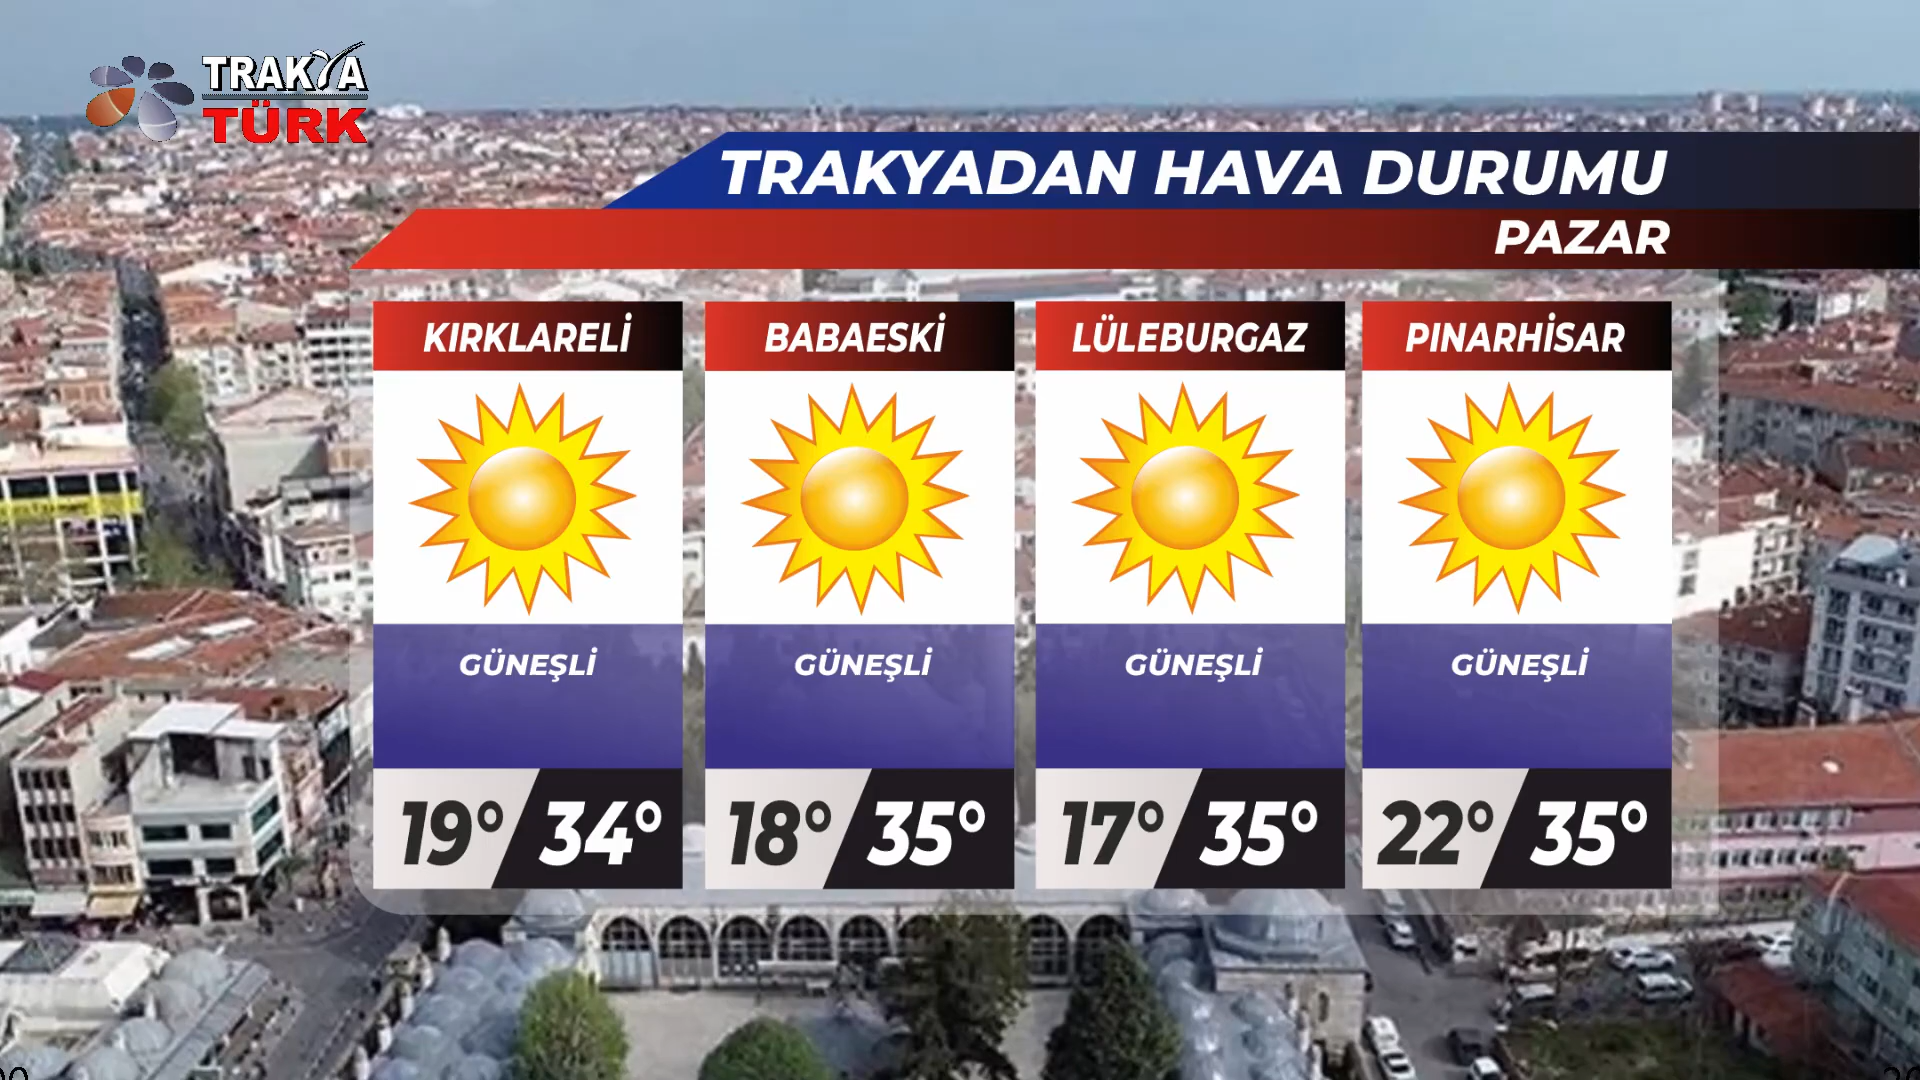 TRAKYA
TÜRK
TRAKYADAN HAVA DURUMU
PAZAR
KIRKLARELİ
GÜNEŞLİ
19° 34°
BABAESKİ
GÜNEŞLİ
18° 35°
LÜLEBURGAZ
GÜNEŞLİ
17° 35°
PINARHİSAR
GÜNEŞLİ
22° 35°